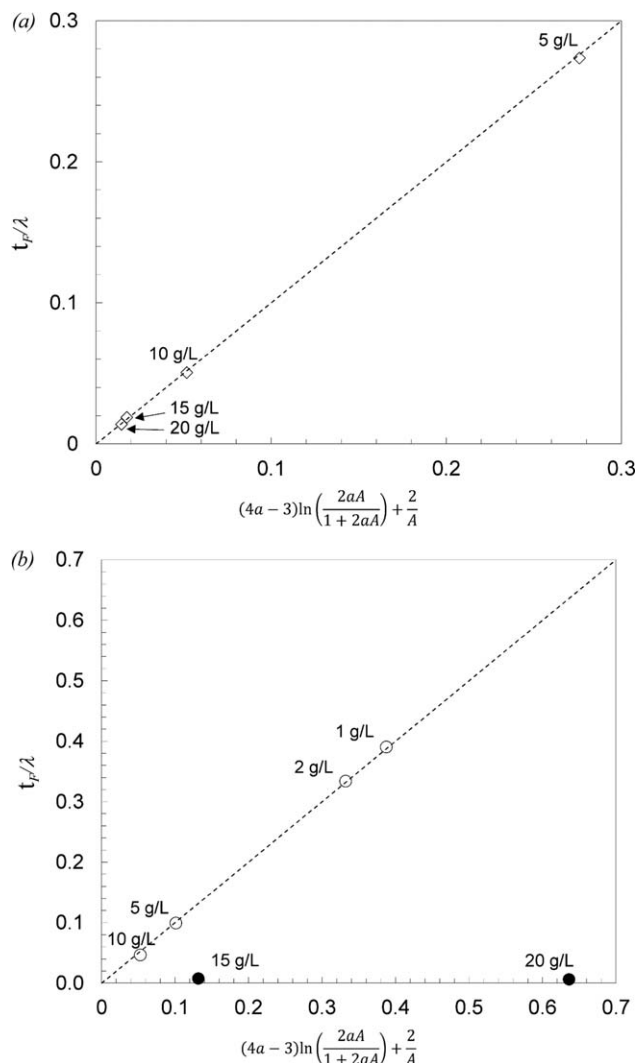 (a)
0.3
0.2
0.1
0
t_F/λ
5 g/L
10 g/L
15 g/L
20 g/L
0 0.1 0.2 0.3
(4a − 3)ln(2aA/(1 + 2aA)) + 2/A
(b)
0.7
0.6
0.5
0.4
0.3
0.2
0.1
0.0
t_F/λ
1 g/L
2 g/L
5 g/L
10 g/L
15 g/L 20 g/L
0.0 0.1 0.2 0.3 0.4 0.5 0.6 0.7
(4a − 3)ln(2aA/(1 + 2aA)) + 2/A